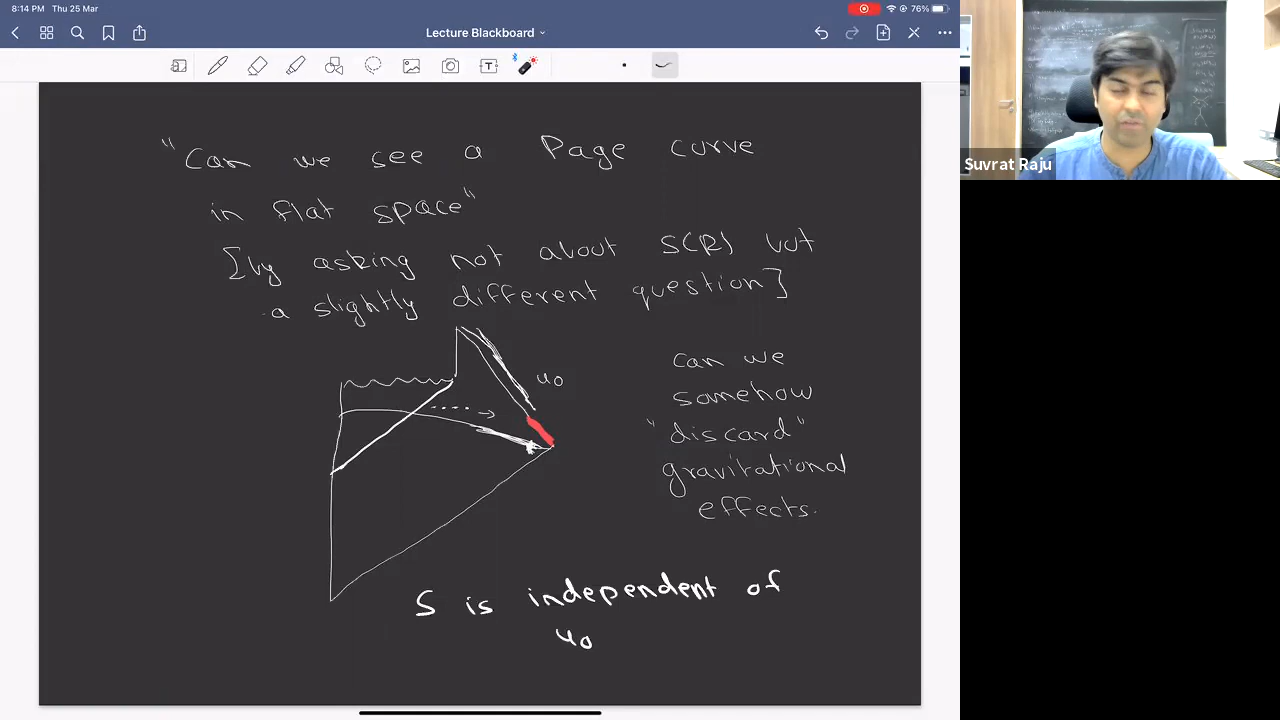 8:14 PM Thu 25 Mar
76%
Lecture Blackboard
Suvrat Raju
"Can we see a Page curve
in flat space"
[by asking not about S(R) but
a slightly different question]
u0
Can we
somehow
"discard"
gravitational
effects.
S is independent of
u0